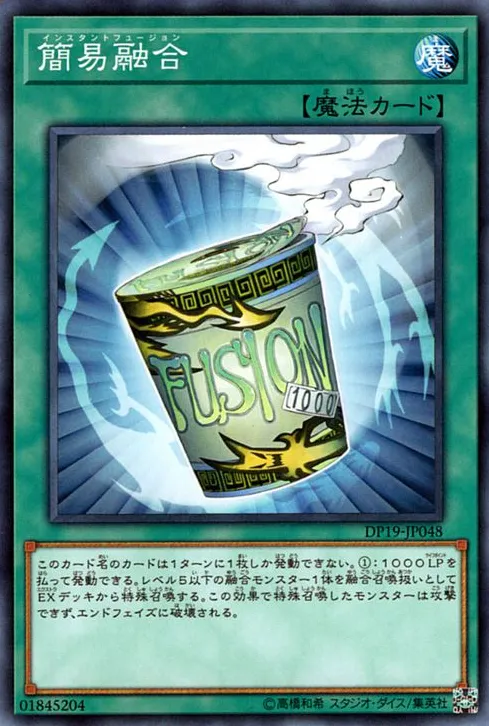 インスタントフュージョン
簡易融合
魔
まほう
【魔法カード】
FUSION
1000
DP19-JP048
このカード名のカードは1ターンに1枚しか発動できない。①：1000LPを
払って発動できる。レベル5以下の融合モンスター1体を融合召喚扱いとして
EXデッキから特殊召喚する。この効果で特殊召喚したモンスターは攻撃
できず、エンドフェイズに破壊される。
01845204
©高橋和希 スタジオ・ダイス/集英社